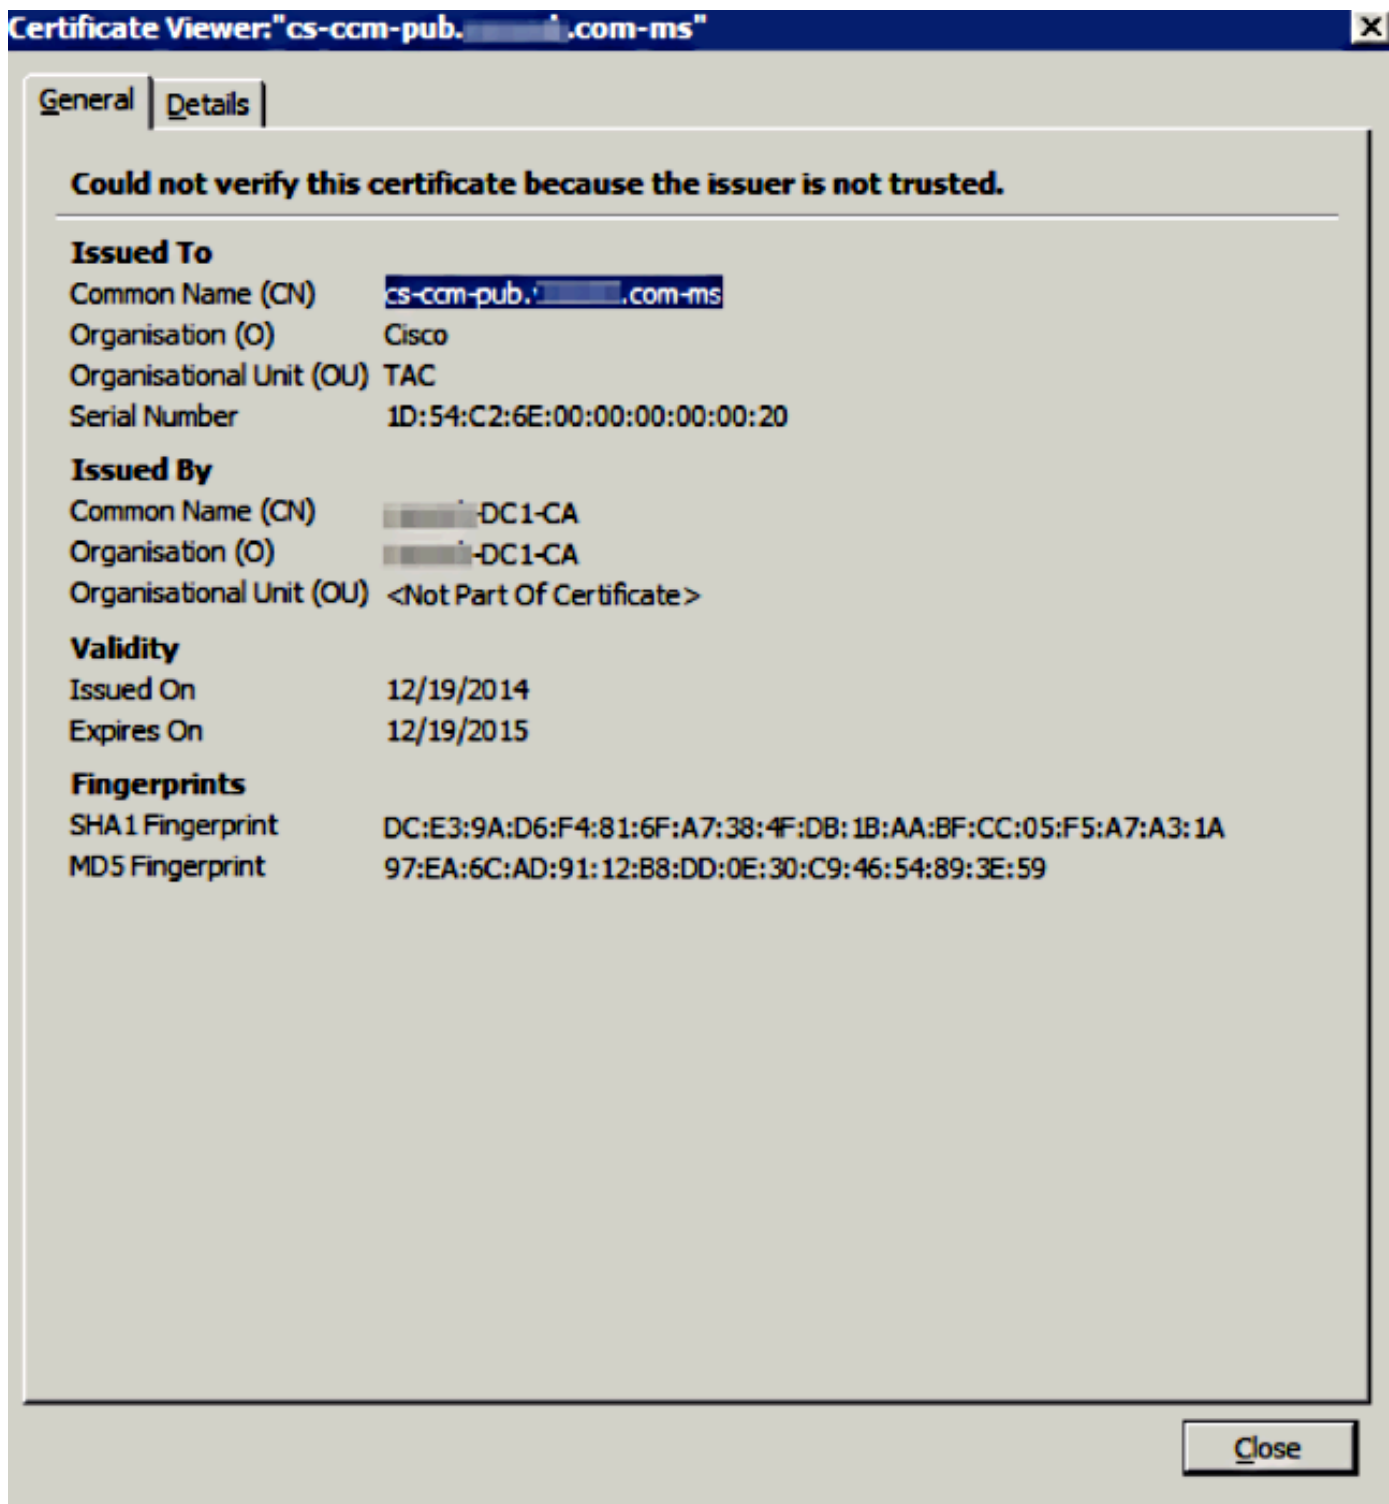 Certificate Viewer:"cs-ccm-pub. .com-ms"
General Details
Could not verify this certificate because the issuer is not trusted.
Issued To
Common Name (CN) cs-ccm-pub. .com-ms
Organisation (O) Cisco
Organisational Unit (OU) TAC
Serial Number 1D:54:C2:6E:00:00:00:00:00:20
Issued By
Common Name (CN) -DC1-CA
Organisation (O) -DC1-CA
Organisational Unit (OU) <Not Part Of Certificate>
Validity
Issued On 12/19/2014
Expires On 12/19/2015
Fingerprints
SHA1 Fingerprint DC:E3:9A:D6:F4:81:6F:A7:38:4F:DB:1B:AA:BF:CC:05:F5:A7:A3:1A
MD5 Fingerprint 97:EA:6C:AD:91:12:B8:DD:0E:30:C9:46:54:89:3E:59
Close